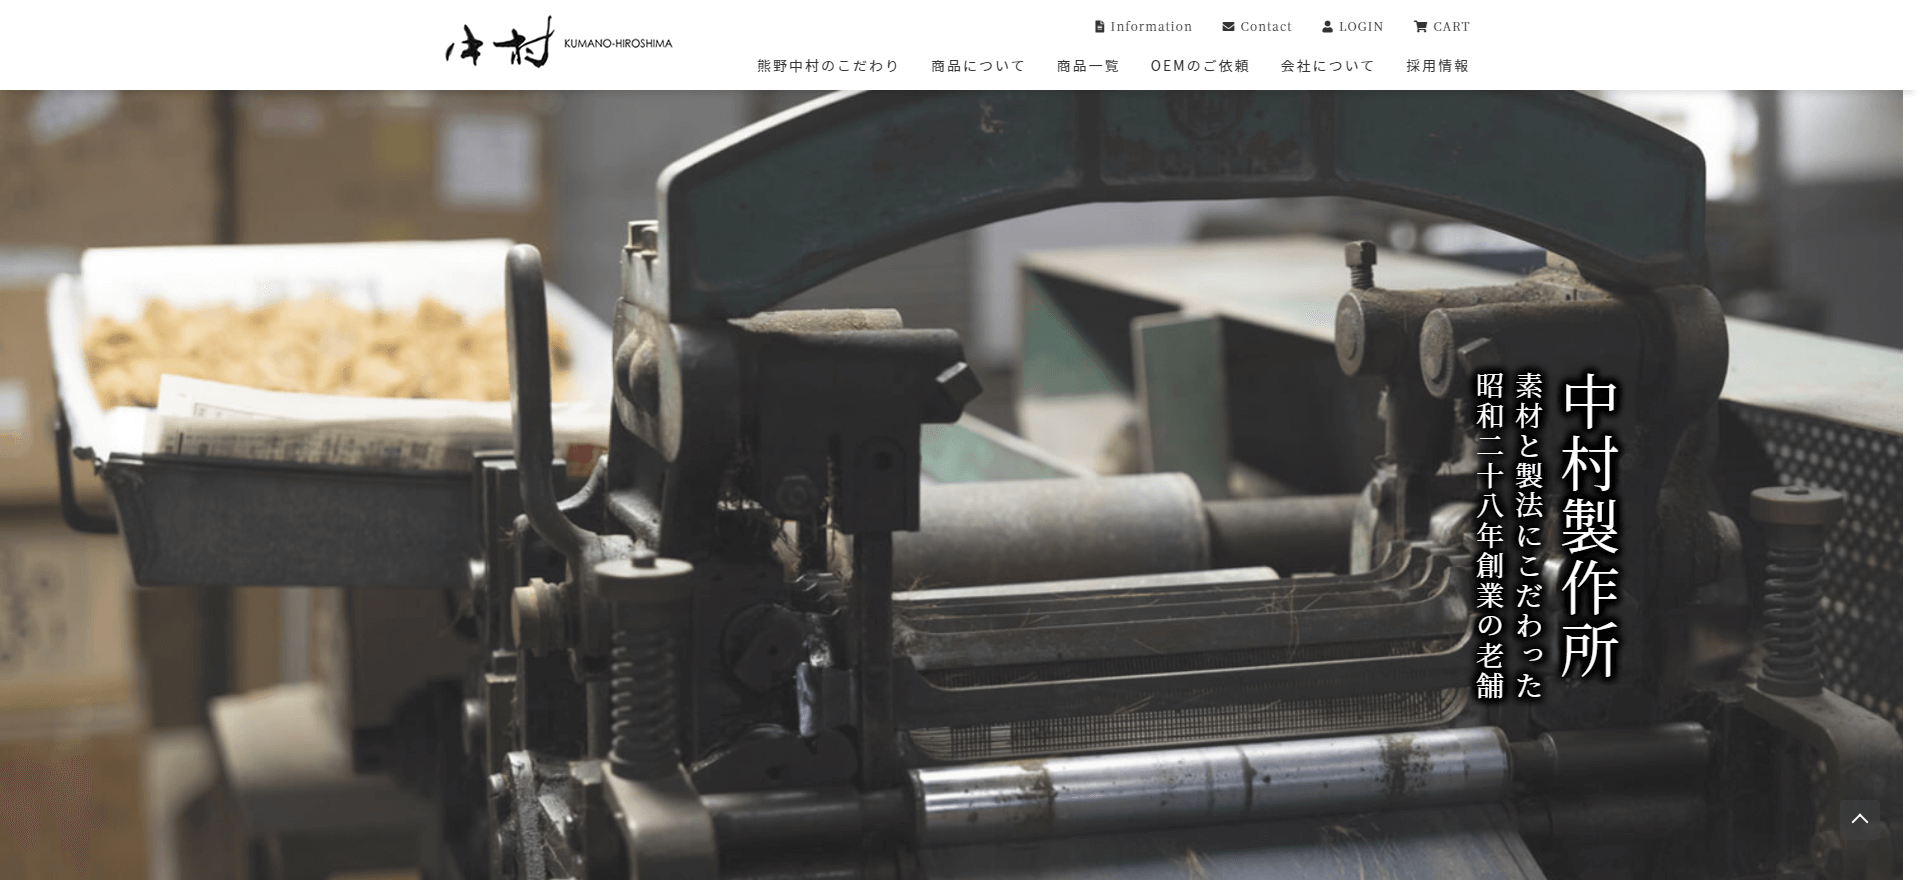 中村 KUMANO-HIROSHIMA
Information Contact LOGIN CART
熊野中村のこだわり 商品について 商品一覧 OEMのご依頼 会社について 採用情報
中村製作所
素材と製法にこだわった
昭和二十八年創業の老舗